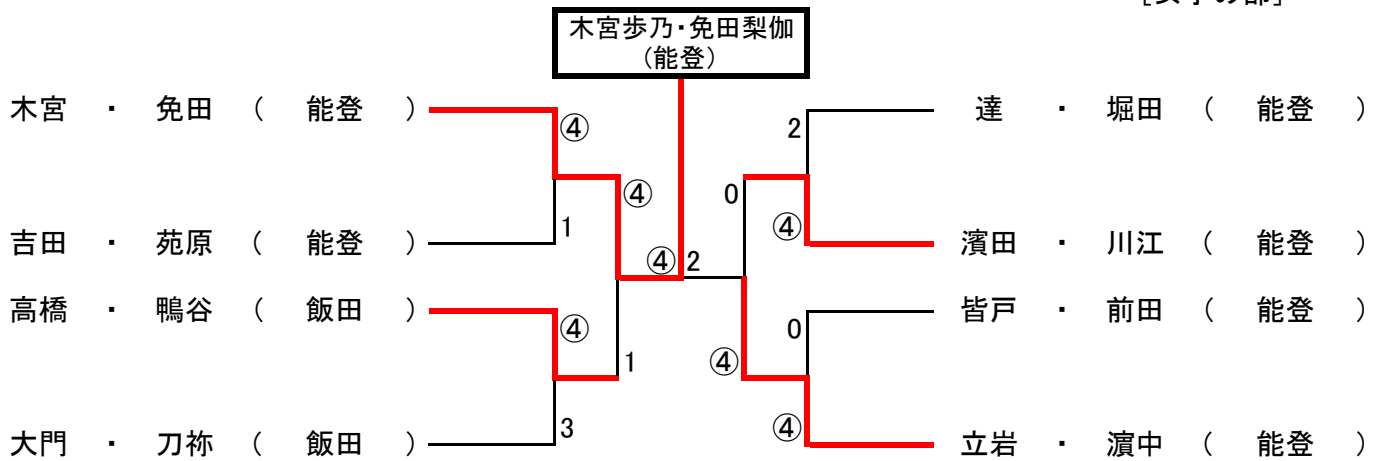 木宮歩乃・免田梨伽
(能登)
木宮 ・ 免田 ( 能登 )
④
吉田 ・ 苑原 ( 能登 )
1
高橋 ・ 鴨谷 ( 飯田 )
④
大門 ・ 刀祢 ( 飯田 )
3
④
1
④ 2
0
④
達 ・ 堀田 ( 能登 )
2
濱田 ・ 川江 ( 能登 )
④
皆戸 ・ 前田 ( 能登 )
0
立岩 ・ 濵中 ( 能登 )
④